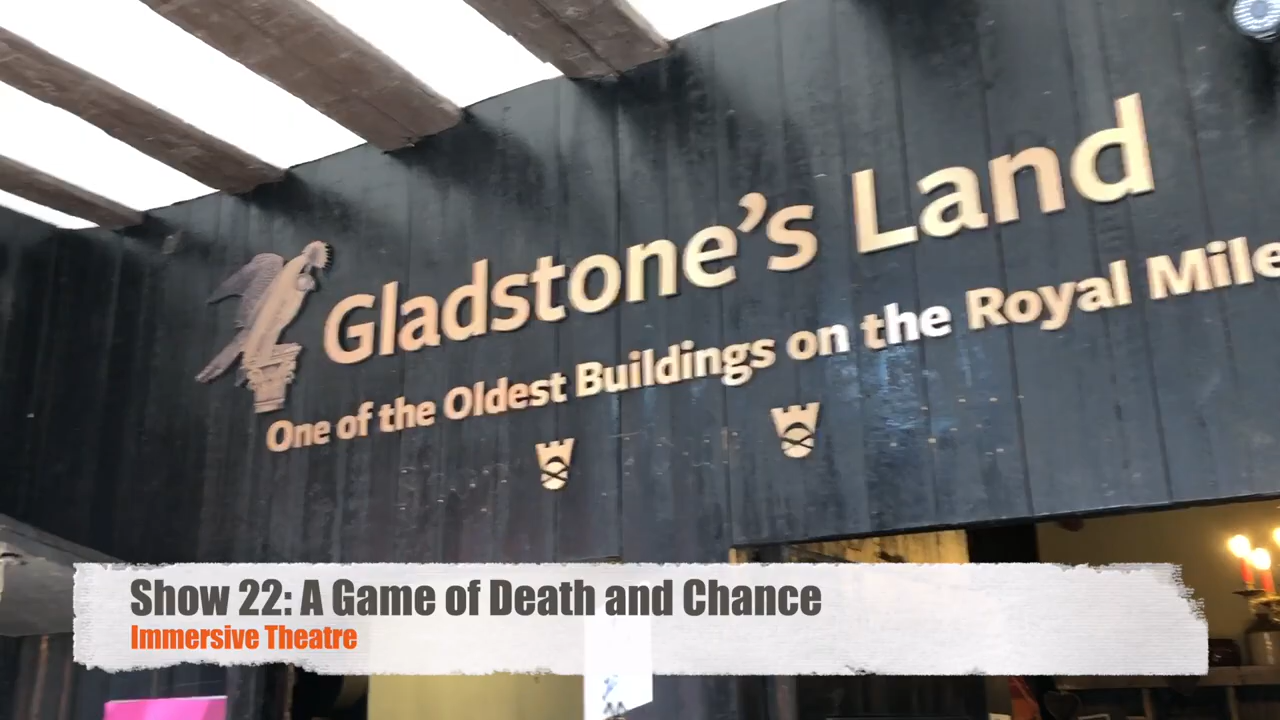 Gladstone's Land
One of the Oldest Buildings on the Royal Mile
Show 22: A Game of Death and Chance
Immersive Theatre